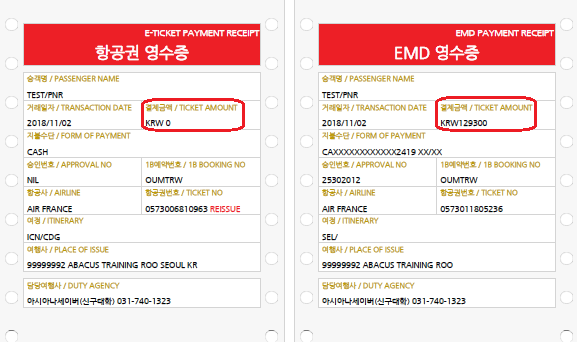 E-TICKET PAYMENT RECEIPT
항공권 영수증
승객명 / PASSENGER NAME
TEST/PNR
거래일자 / TRANSACTION DATE 결제금액 / TICKET AMOUNT
2018/11/02 KRW 0
지불수단 / FORM OF PAYMENT
CASH
승인번호 / APPROVAL NO 1B예약번호 / 1B BOOKING NO
NIL OUMTRW
항공사 / AIRLINE 항공권번호 / TICKET NO
AIR FRANCE 0573006810963 REISSUE
여정 / ITINERARY
ICN/CDG
여행사 / PLACE OF ISSUE
99999992 ABACUS TRAINING ROO SEOUL KR
담당여행사 / DUTY AGENCY
아시아나세이버(신구대학) 031-740-1323
EMD PAYMENT RECEIPT
EMD 영수증
승객명 / PASSENGER NAME
TEST/PNR
거래일자 / TRANSACTION DATE 결제금액 / TICKET AMOUNT
2018/11/02 KRW129300
지불수단 / FORM OF PAYMENT
CAXXXXXXXXXXXX2419 XX/XX
승인번호 / APPROVAL NO 1B예약번호 / 1B BOOKING NO
25302012 OUMTRW
항공사 / AIRLINE 항공권번호 / TICKET NO
AIR FRANCE 0573011805236
여정 / ITINERARY
SEL/
여행사 / PLACE OF ISSUE
99999992 ABACUS TRAINING ROO
담당여행사 / DUTY AGENCY
아시아나세이버(신구대학) 031-740-1323